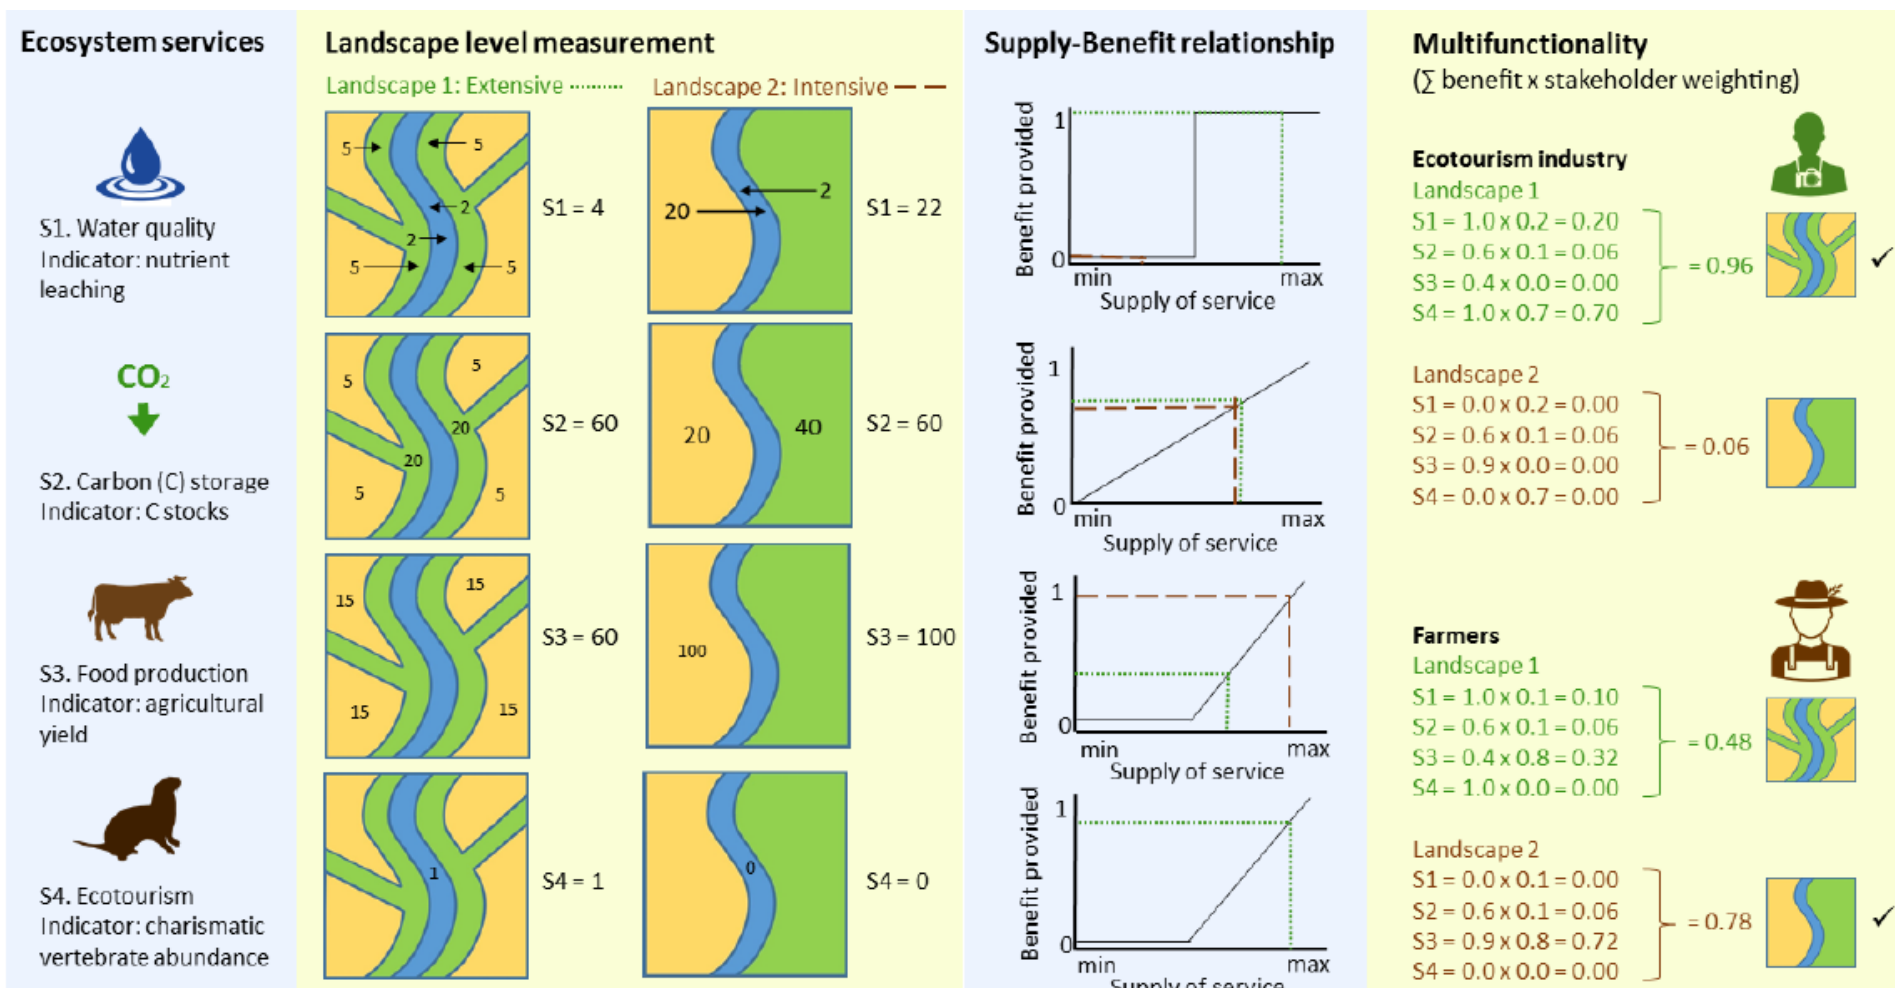 Ecosystem services
S1. Water quality
Indicator: nutrient
leaching
CO2
S2. Carbon (C) storage
Indicator: C stocks
S3. Food production
Indicator: agricultural
yield
S4. Ecotourism
Indicator: charismatic
vertebrate abundance
Landscape level measurement
Landscape 1: Extensive
Landscape 2: Intensive
5
5
2
2
5
5
S1 = 4
20
2
S1 = 22
5
5
20
20
5
5
S2 = 60
20
40
S2 = 60
15
15
15
15
S3 = 60
100
S3 = 100
1
S4 = 1
0
S4 = 0
Supply-Benefit relationship
Benefit provided
1
0
min
max
Supply of service
Benefit provided
1
0
min
max
Supply of service
Benefit provided
1
0
min
max
Supply of service
Benefit provided
1
0
min
max
Supply of service
Multifunctionality
(∑ benefit x stakeholder weighting)
Ecotourism industry
Landscape 1
S1 = 1.0 x 0.2 = 0.20
S2 = 0.6 x 0.1 = 0.06
S3 = 0.4 x 0.0 = 0.00
S4 = 1.0 x 0.7 = 0.70
= 0.96
Landscape 2
S1 = 0.0 x 0.2 = 0.00
S2 = 0.6 x 0.1 = 0.06
S3 = 0.9 x 0.0 = 0.00
S4 = 0.0 x 0.7 = 0.00
= 0.06
Farmers
Landscape 1
S1 = 1.0 x 0.1 = 0.10
S2 = 0.6 x 0.1 = 0.06
S3 = 0.4 x 0.8 = 0.32
S4 = 1.0 x 0.0 = 0.00
= 0.48
Landscape 2
S1 = 0.0 x 0.1 = 0.00
S2 = 0.6 x 0.1 = 0.06
S3 = 0.9 x 0.8 = 0.72
S4 = 0.0 x 0.0 = 0.00
= 0.78